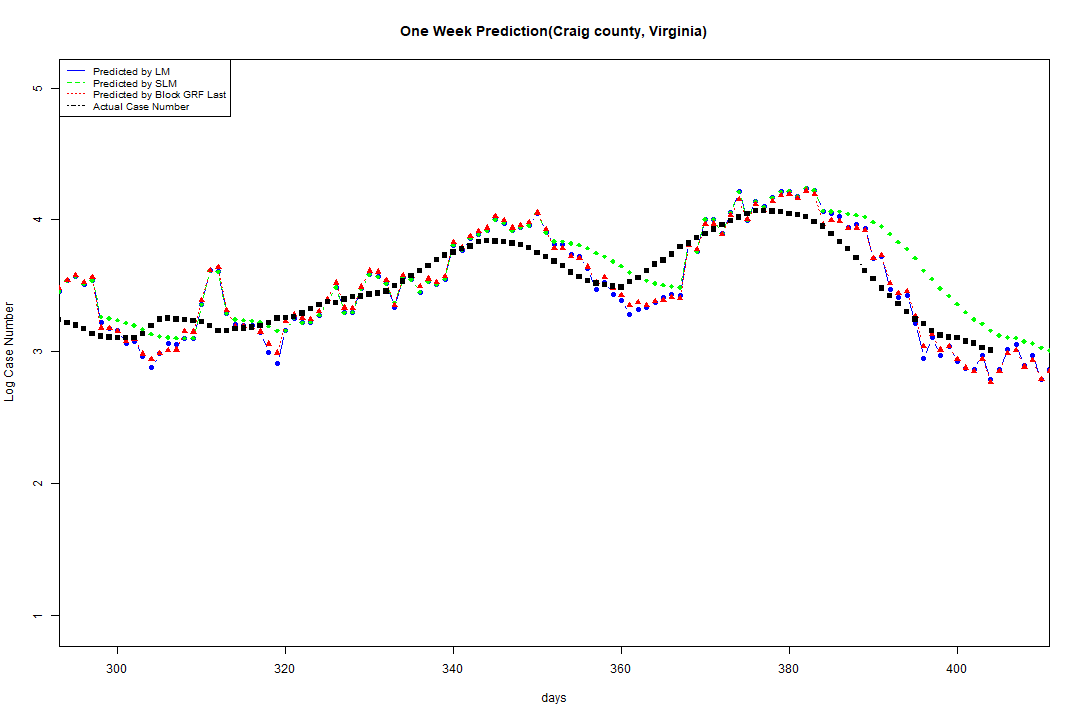 One Week Prediction(Craig county, Virginia)
Predicted by LM
Predicted by SLM
Predicted by Block GRF Last
Actual Case Number
5
4
3
2
1
Log Case Number
300 320 340 360 380 400
days